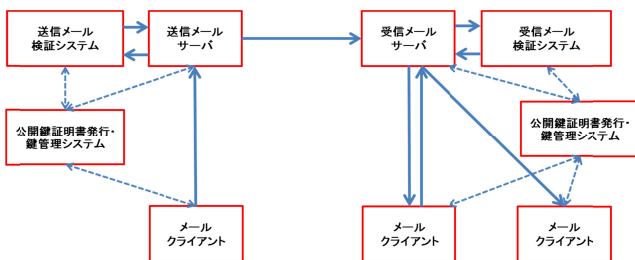 送信メール
検証システム
送信メール
サーバ
受信メール
サーバ
受信メール
検証システム
公開鍵証明書発行・
鍵管理システム
公開鍵証明書発行・
鍵管理システム
メール
クライアント
メール
クライアント
メール
クライアント